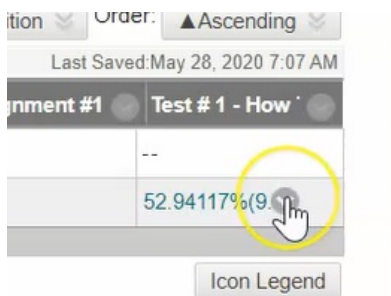 ition Order: ▲Ascending
Last Saved:May 28, 2020 7:07 AM
gnment #1 Test # 1 - How
--
52.94117%(9.
Icon Legend